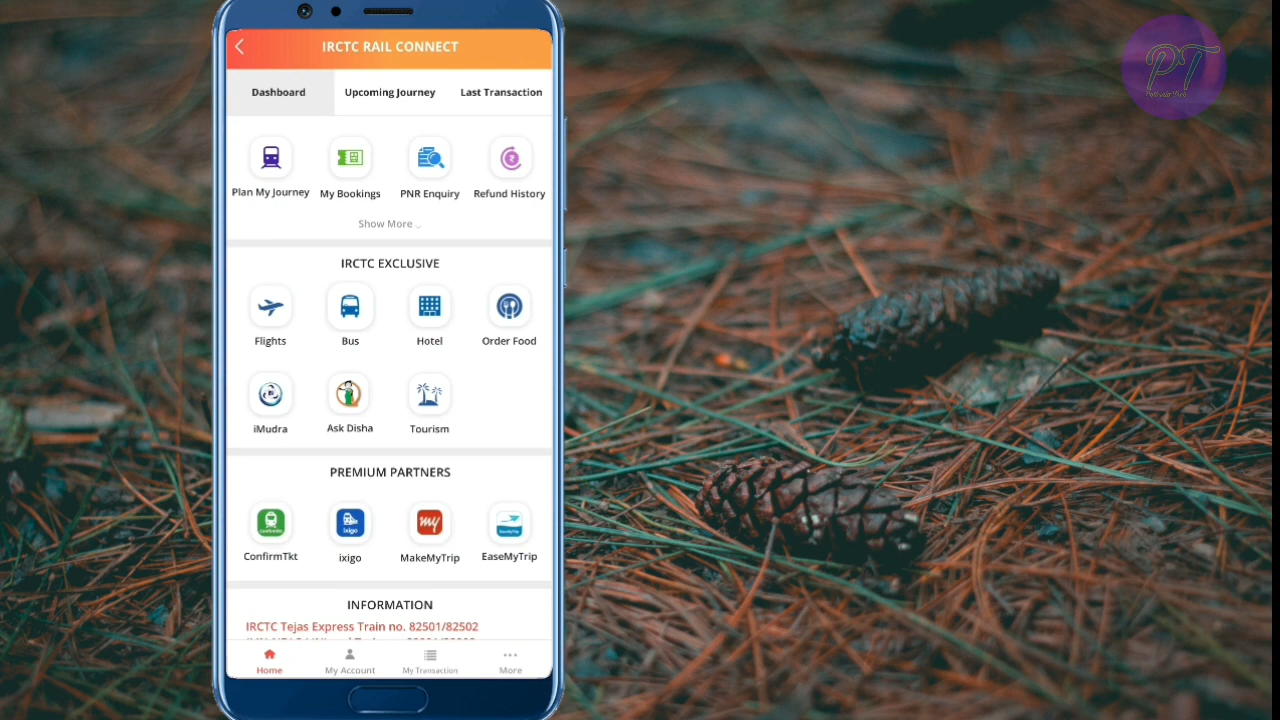 IRCTC RAIL CONNECT
Dashboard Upcoming Journey Last Transaction
Plan My Journey My Bookings PNR Enquiry Refund History
Show More
IRCTC EXCLUSIVE
Flights Bus Hotel Order Food
iMudra Ask Disha Tourism
PREMIUM PARTNERS
ixigo
my
ConfirmTkt ixigo MakeMyTrip EaseMyTrip
INFORMATION
IRCTC Tejas Express Train no. 82501/82502
Home My Account My Transaction More
PT